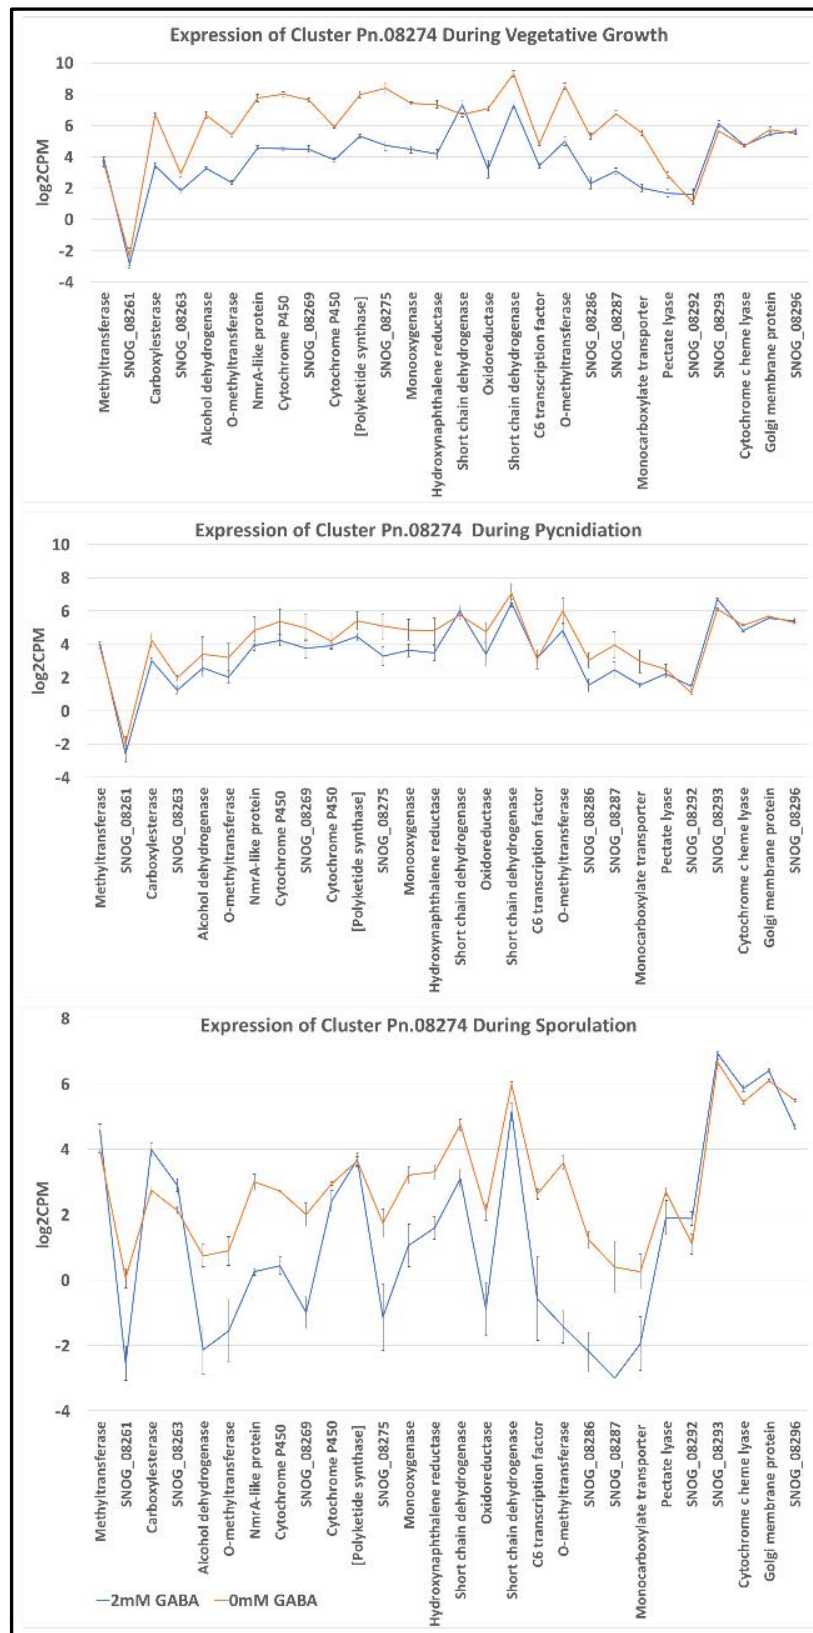 Expression of Cluster Pn.08274 During Vegetative Growth
10
8
6
4
2
0
-2
-4
log2CPM
Methyltransferase
SNOG_08261
Carboxylesterase
SNOG_08263
Alcohol dehydrogenase
O-methyltransferase
NmrA-like protein
Cytochrome P450
SNOG_08269
Cytochrome P450
[Polyketide synthase]
SNOG_08275
Monooxygenase
Hydroxynaphthalene reductase
Short chain dehydrogenase
Oxidoreductase
Short chain dehydrogenase
C6 transcription factor
O-methyltransferase
SNOG_08286
SNOG_08287
Monocarboxylate transporter
Pectate lyase
SNOG_08292
SNOG_08293
Cytochrome c heme lyase
Golgi membrane protein
SNOG_08296
Expression of Cluster Pn.08274 During Pycnidiation
10
8
6
4
2
0
-2
-4
log2CPM
Methyltransferase
SNOG_08261
Carboxylesterase
SNOG_08263
Alcohol dehydrogenase
O-methyltransferase
NmrA-like protein
Cytochrome P450
SNOG_08269
Cytochrome P450
[Polyketide synthase]
SNOG_08275
Monooxygenase
Hydroxynaphthalene reductase
Short chain dehydrogenase
Oxidoreductase
Short chain dehydrogenase
C6 transcription factor
O-methyltransferase
SNOG_08286
SNOG_08287
Monocarboxylate transporter
Pectate lyase
SNOG_08292
SNOG_08293
Cytochrome c heme lyase
Golgi membrane protein
SNOG_08296
Expression of Cluster Pn.08274 During Sporulation
8
6
4
2
0
-2
-4
log2CPM
Methyltransferase
SNOG_08261
Carboxylesterase
SNOG_08263
Alcohol dehydrogenase
O-methyltransferase
NmrA-like protein
Cytochrome P450
SNOG_08269
Cytochrome P450
[Polyketide synthase]
SNOG_08275
Monooxygenase
Hydroxynaphthalene reductase
Short chain dehydrogenase
Oxidoreductase
Short chain dehydrogenase
C6 transcription factor
O-methyltransferase
SNOG_08286
SNOG_08287
Monocarboxylate transporter
Pectate lyase
SNOG_08292
SNOG_08293
Cytochrome c heme lyase
Golgi membrane protein
SNOG_08296
2mM GABA 0mM GABA